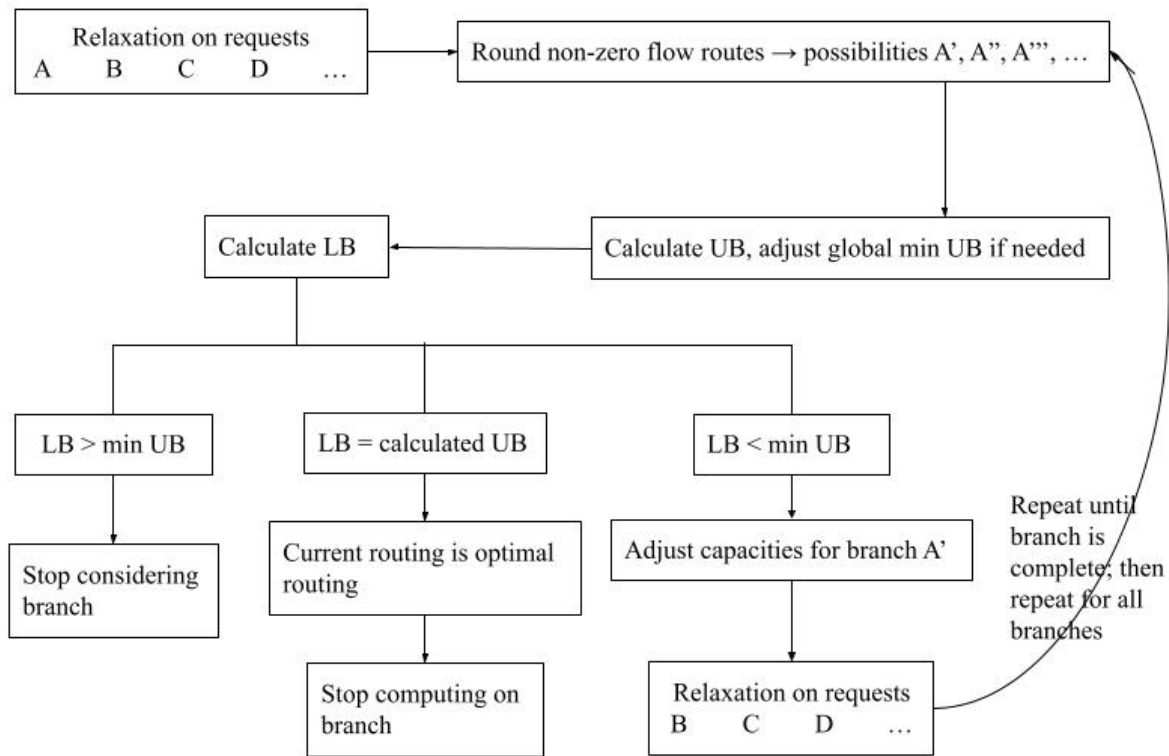 Relaxation on requests
A B C D …
Round non-zero flow routes → possibilities A’, A’’, A’’’, …
Calculate LB
Calculate UB, adjust global min UB if needed
LB > min UB
LB = calculated UB
LB < min UB
Stop considering
branch
Current routing is optimal
routing
Adjust capacities for branch A’
Repeat until
branch is
complete; then
repeat for all
branches
Stop computing on
branch
Relaxation on requests
B C D …